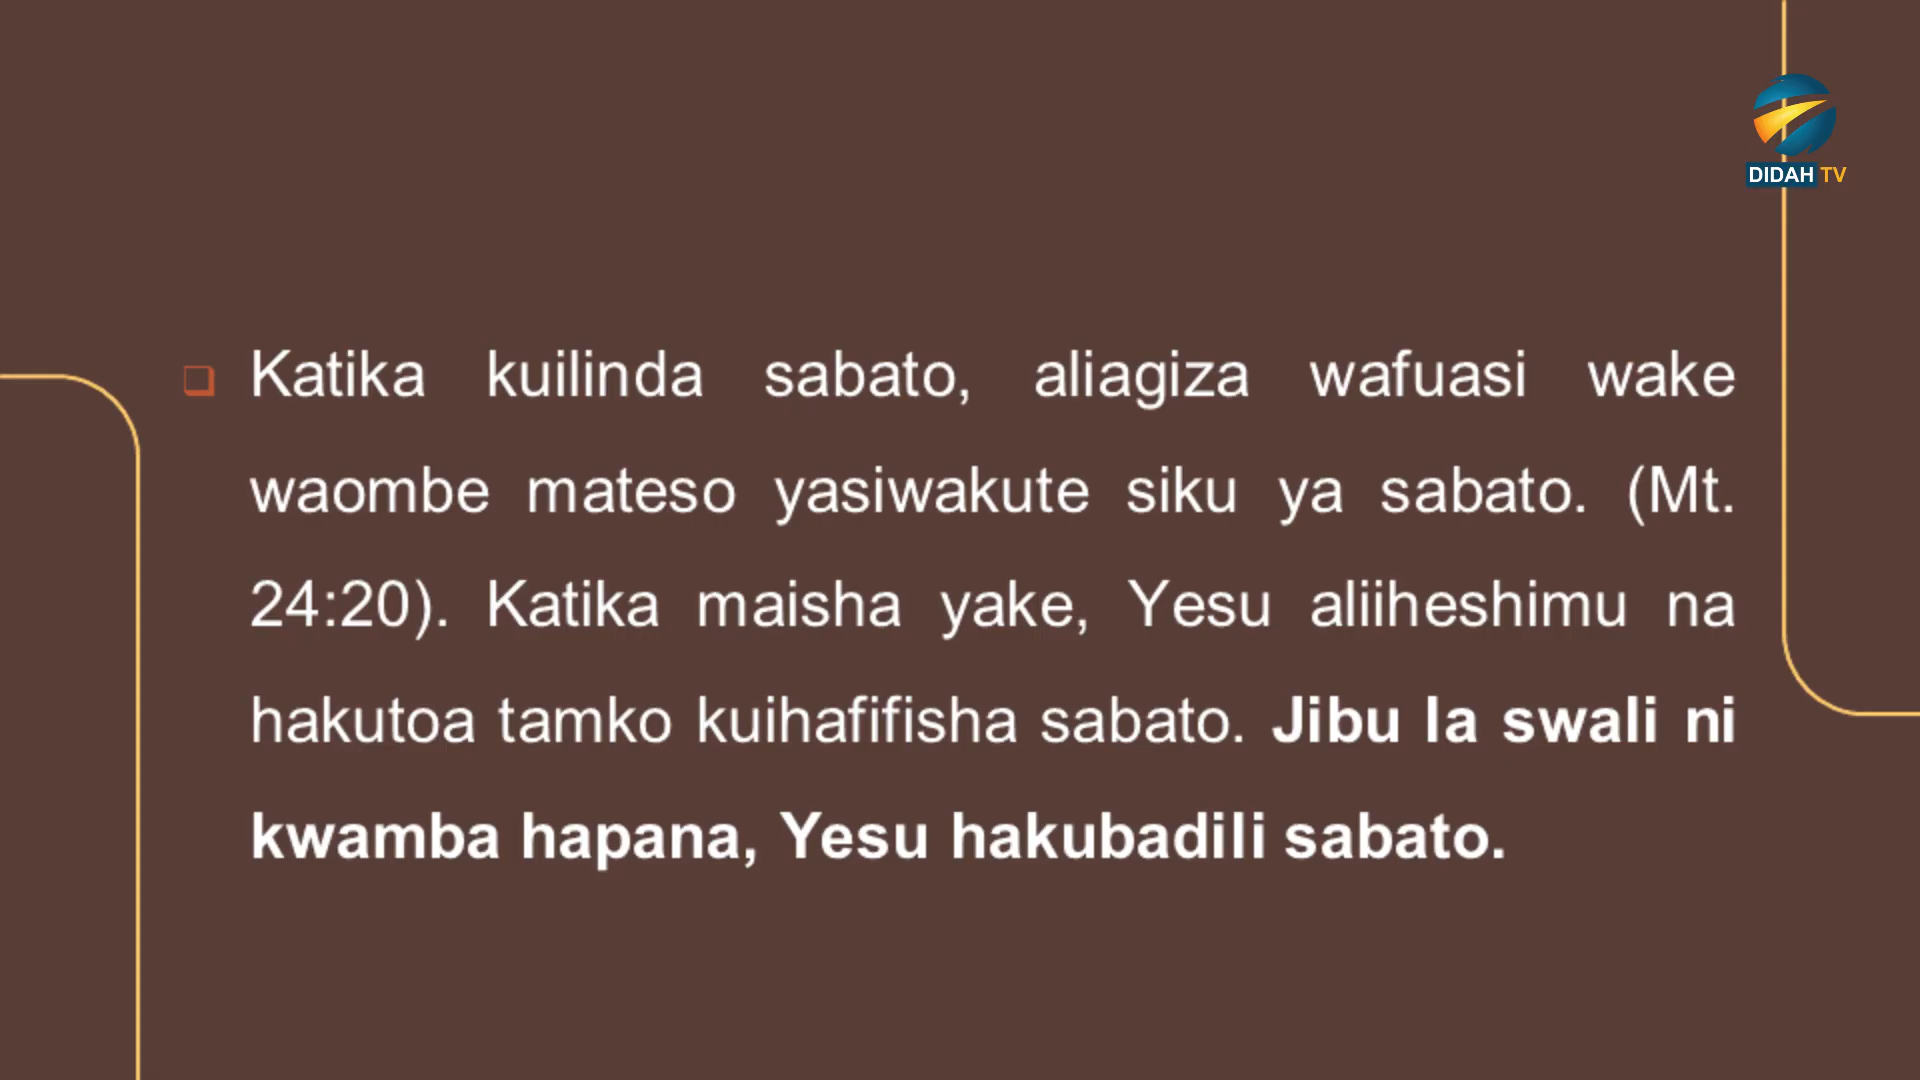 DIDAH TV
❑ Katika kuilinda sabato, aliagiza wafuasi wake
waombe mateso yasiwakute siku ya sabato. (Mt.
24:20). Katika maisha yake, Yesu aliiheshimu na
hakutoa tamko kuihafifisha sabato. Jibu la swali ni
kwamba hapana, Yesu hakubadili sabato.